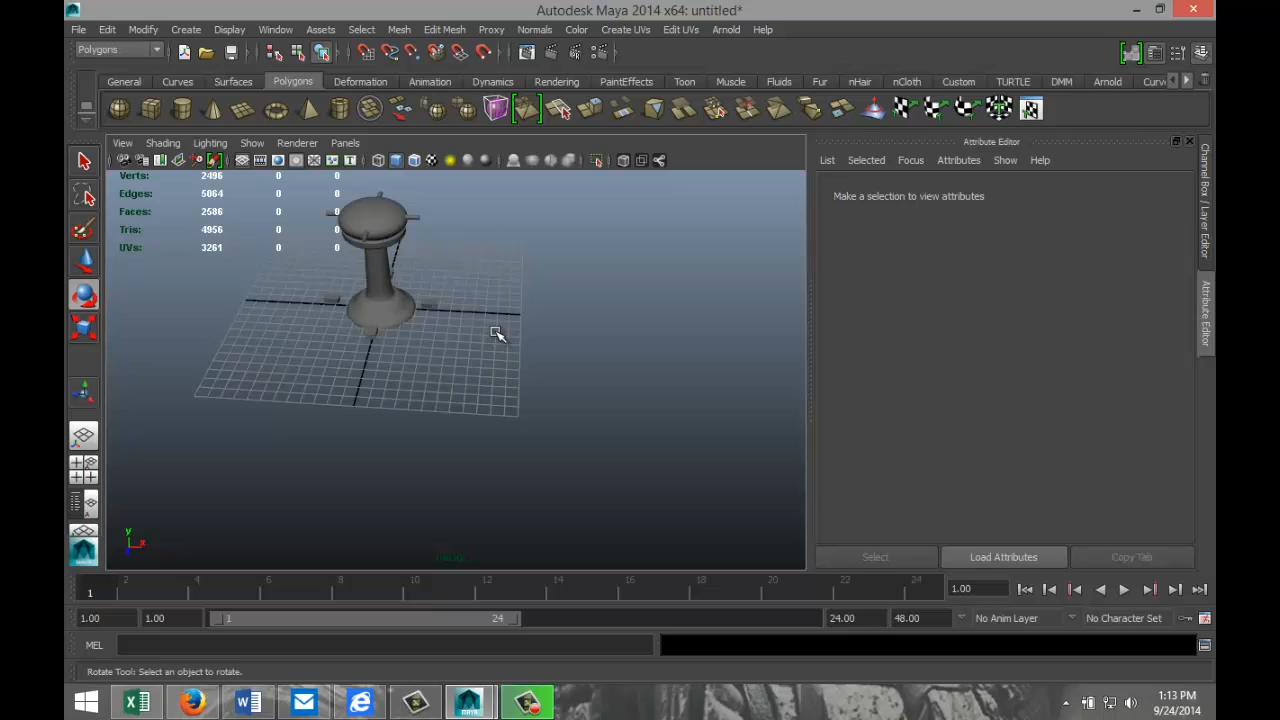 Autodesk Maya 2014 x64: untitled*
File Edit Modify Create Display Window Assets Select Mesh Edit Mesh Proxy Normals Color Create UVs Edit UVs Arnold Help
Polygons
General Curves Surfaces Polygons Deformation Animation Dynamics Rendering PaintEffects Toon Muscle Fluids Fur nHair nCloth Custom TURTLE DMM Arnold Curv
View Shading Lighting Show Renderer Panels
Attribute Editor
List Selected Focus Attributes Show Help
Make a selection to view attributes
Verts: 2496 0 0
Edges: 5064 0 0
Faces: 2586 0 0
Tris: 4956 0 0
UVs: 3261 0 0
Channel Box / Layer Editor
Attribute Editor
y
x
Select Load Attributes Copy Tab
2 4 6 8 10 12 14 16 18 20 22 24
1 1.00
1.00 1.00 1 24 24.00 48.00 No Anim Layer No Character Set
MEL
Rotate Tool: Select an object to rotate.
1:13 PM
9/24/2014